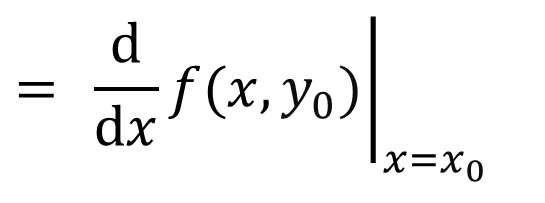 = d/dx f(x, y₀)|ₓ₌ₓ₀